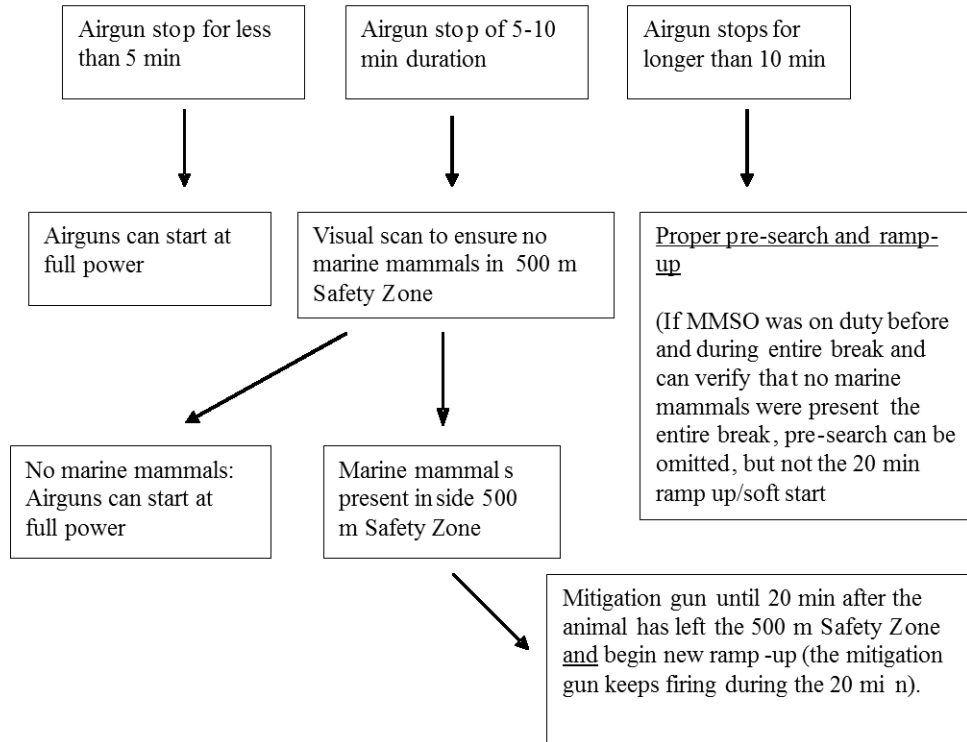 Airgun stop for less
than 5 min
Airgun stop of 5-10
min duration
Airgun stops for
longer than 10 min
Airguns can start at
full power
Visual scan to ensure no
marine mammals in 500 m
Safety Zone
Proper pre-search and ramp-
up
(If MMSO was on duty before
and during entire break and
can verify that no marine
mammals were present the
entire break, pre-search can be
omitted, but not the 20 min
ramp up/soft start
No marine mammals:
Airguns can start at
full power
Marine mammal s
present in side 500
m Safety Zone
Mitigation gun until 20 min after the
animal has left the 500 m Safety Zone
and begin new ramp -up (the mitigation
gun keeps firing during the 20 mi n).